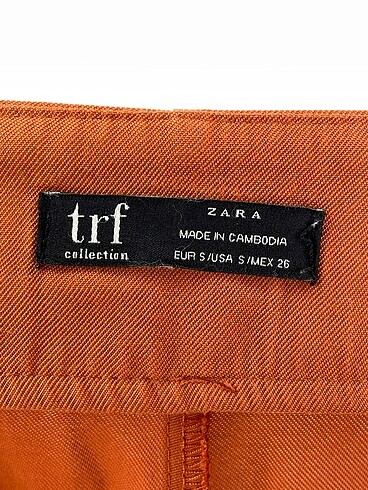 trf
collection
ZARA
MADE IN CAMBODIA
EUR S/USA S/MEX 26